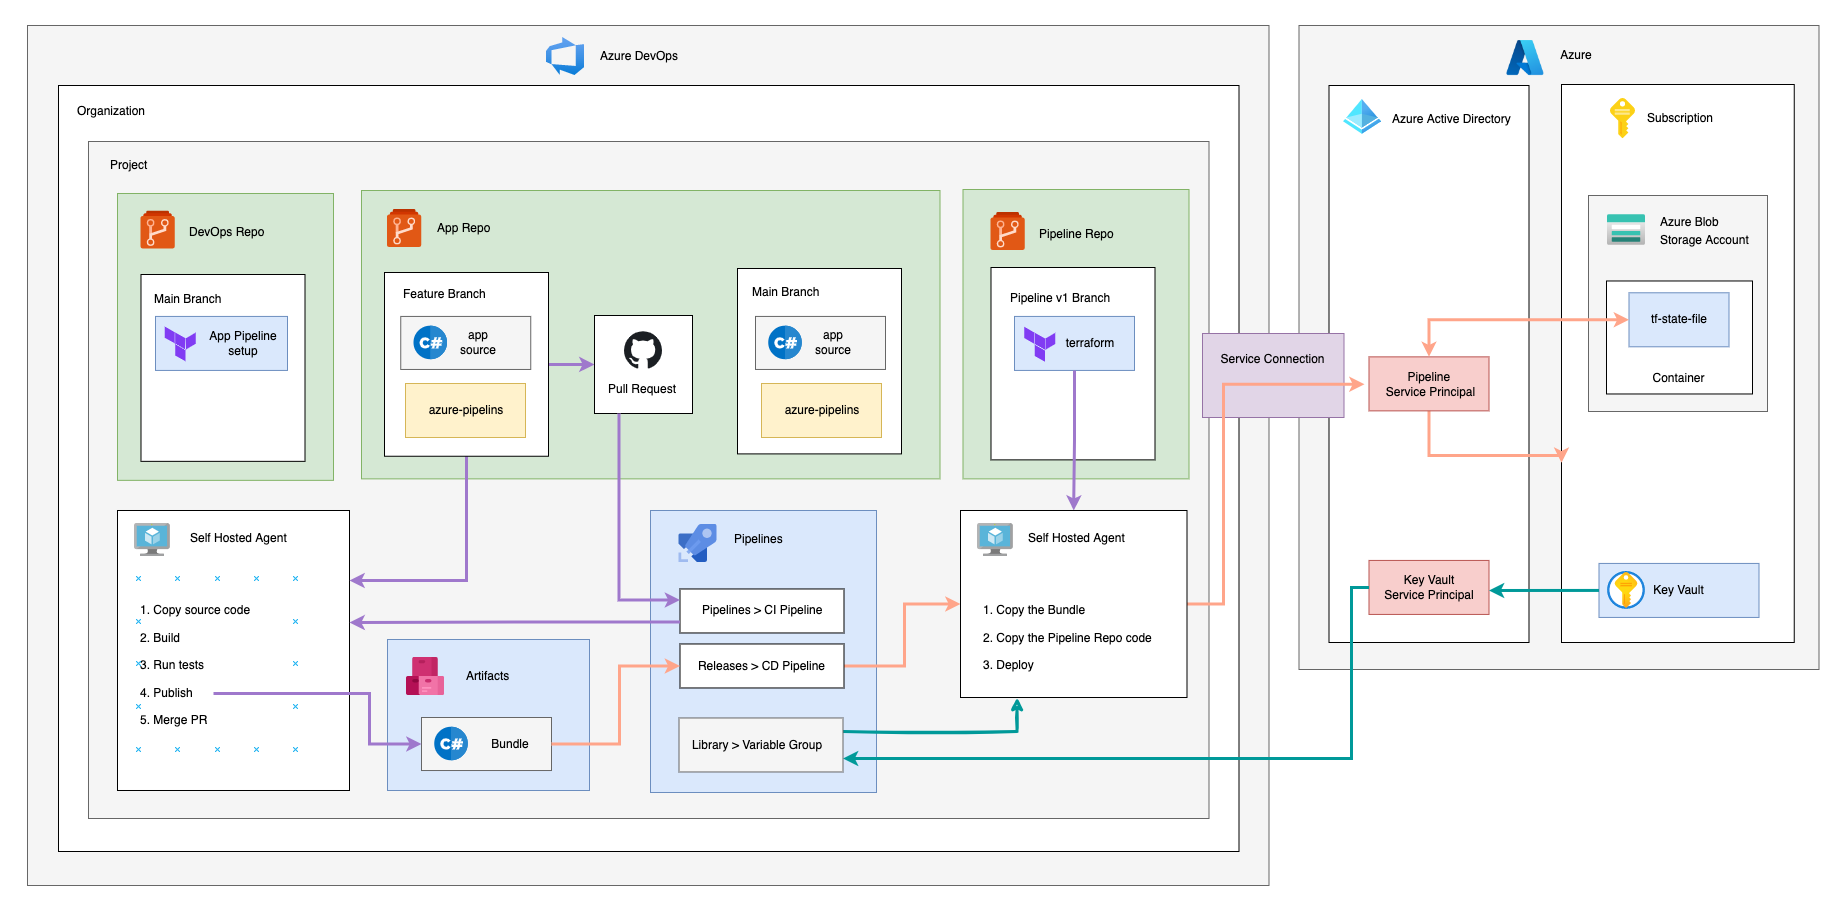 Azure DevOps
Azure
Organization
Azure Active Directory
Subscription
Project
DevOps Repo
App Repo
Pipeline Repo
Azure Blob
Storage Account
Main Branch
App Pipeline
setup
Feature Branch
C#
app
source
azure-pipelins
Pull Request
Main Branch
C#
app
source
azure-pipelins
Pipeline v1 Branch
terraform
Service Connection
Pipeline
Service Principal
tf-state-file
Container
Self Hosted Agent
1. Copy source code
2. Build
3. Run tests
4. Publish
5. Merge PR
Artifacts
C#
Bundle
Pipelines
Pipelines > CI Pipeline
Releases > CD Pipeline
Library > Variable Group
Self Hosted Agent
1. Copy the Bundle
2. Copy the Pipeline Repo code
3. Deploy
Key Vault
Service Principal
Key Vault